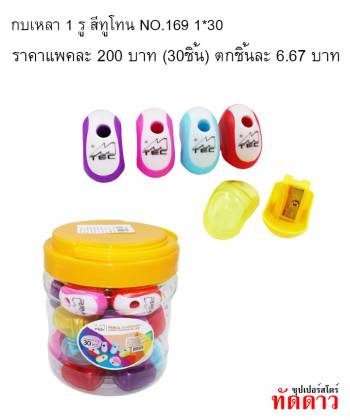 กบเหลา 1 รู สีทูโทน NO.169 1*30
ราคาแพคละ 200 บาท (30ชิ้น) ตกชิ้นละ 6.67 บาท
TEC
TEC
TEC
TEC
PENCIL
30
ซุปเปอร์สโตร์
ทัดดาว